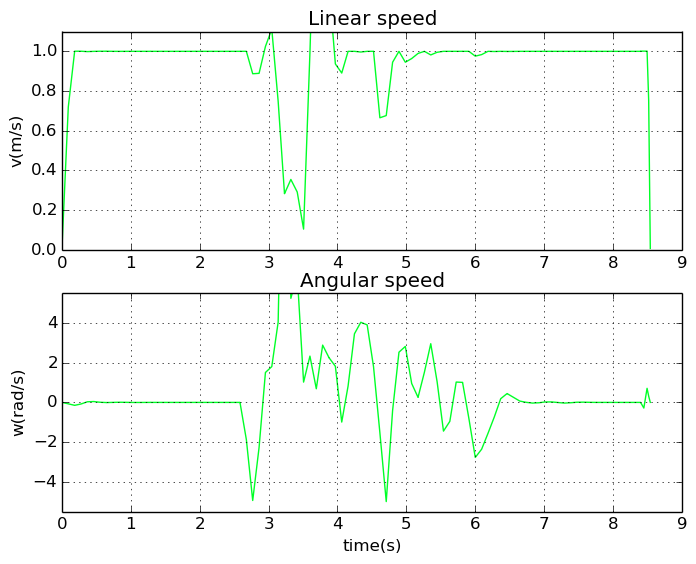 Linear speed
1.0
0.8
0.6
0.4
0.2
0.0
v(m/s)
0 1 2 3 4 5 6 7 8 9
Angular speed
4
2
0
−2
−4
w(rad/s)
0 1 2 3 4 5 6 7 8 9
time(s)